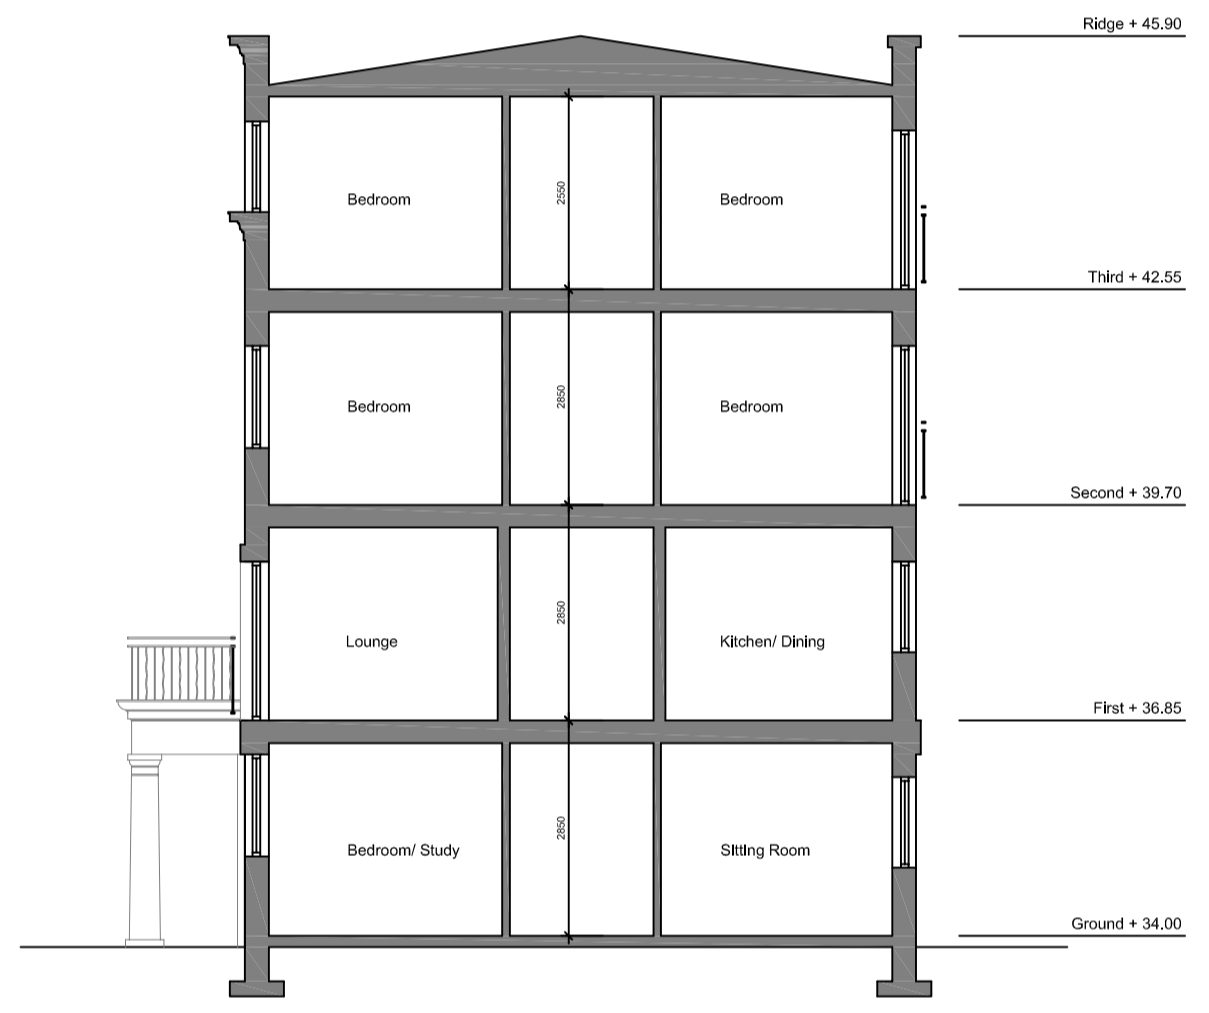 Ridge + 45.90
Bedroom
2550
Bedroom
Third + 42.55
Bedroom
2850
Bedroom
Second + 39.70
Lounge
2850
Kitchen/ Dining
First + 36.85
Bedroom/ Study
2850
Sitting Room
Ground + 34.00